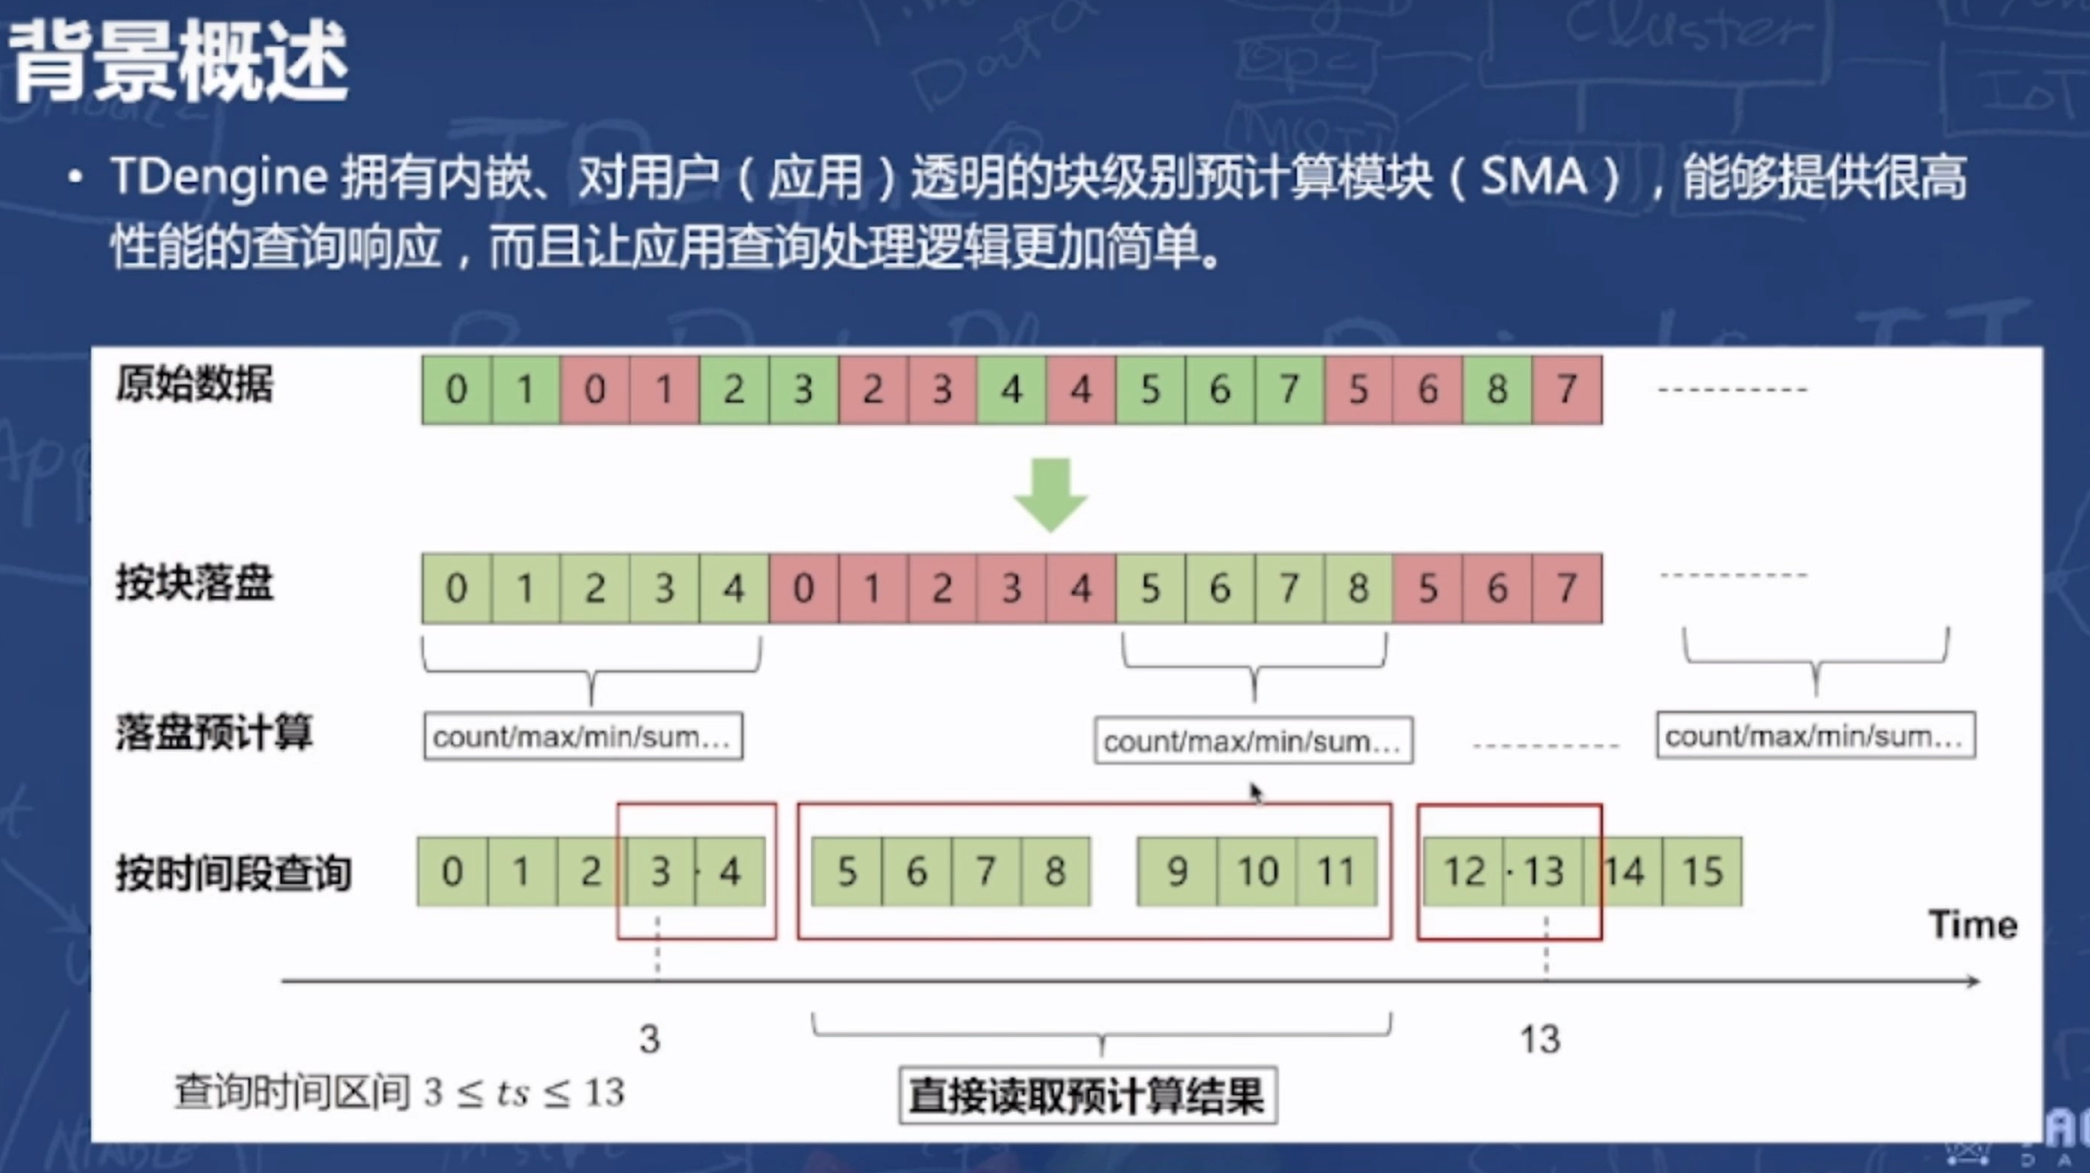 背景概述
• TDengine 拥有内嵌、对用户（应用）透明的块级别预计算模块（SMA），能够提供很高
性能的查询响应，而且让应用查询处理逻辑更加简单。
原始数据 0 1 0 1 2 3 2 3 4 4 5 6 7 5 6 8 7
按块落盘 0 1 2 3 4 0 1 2 3 4 5 6 7 8 5 6 7
落盘预计算 count/max/min/sum... count/max/min/sum... count/max/min/sum...
按时间段查询 0 1 2 3 4 5 6 7 8 9 10 11 12 13 14 15
Time
3 13
查询时间区间 3 ≤ ts ≤ 13
直接读取预计算结果